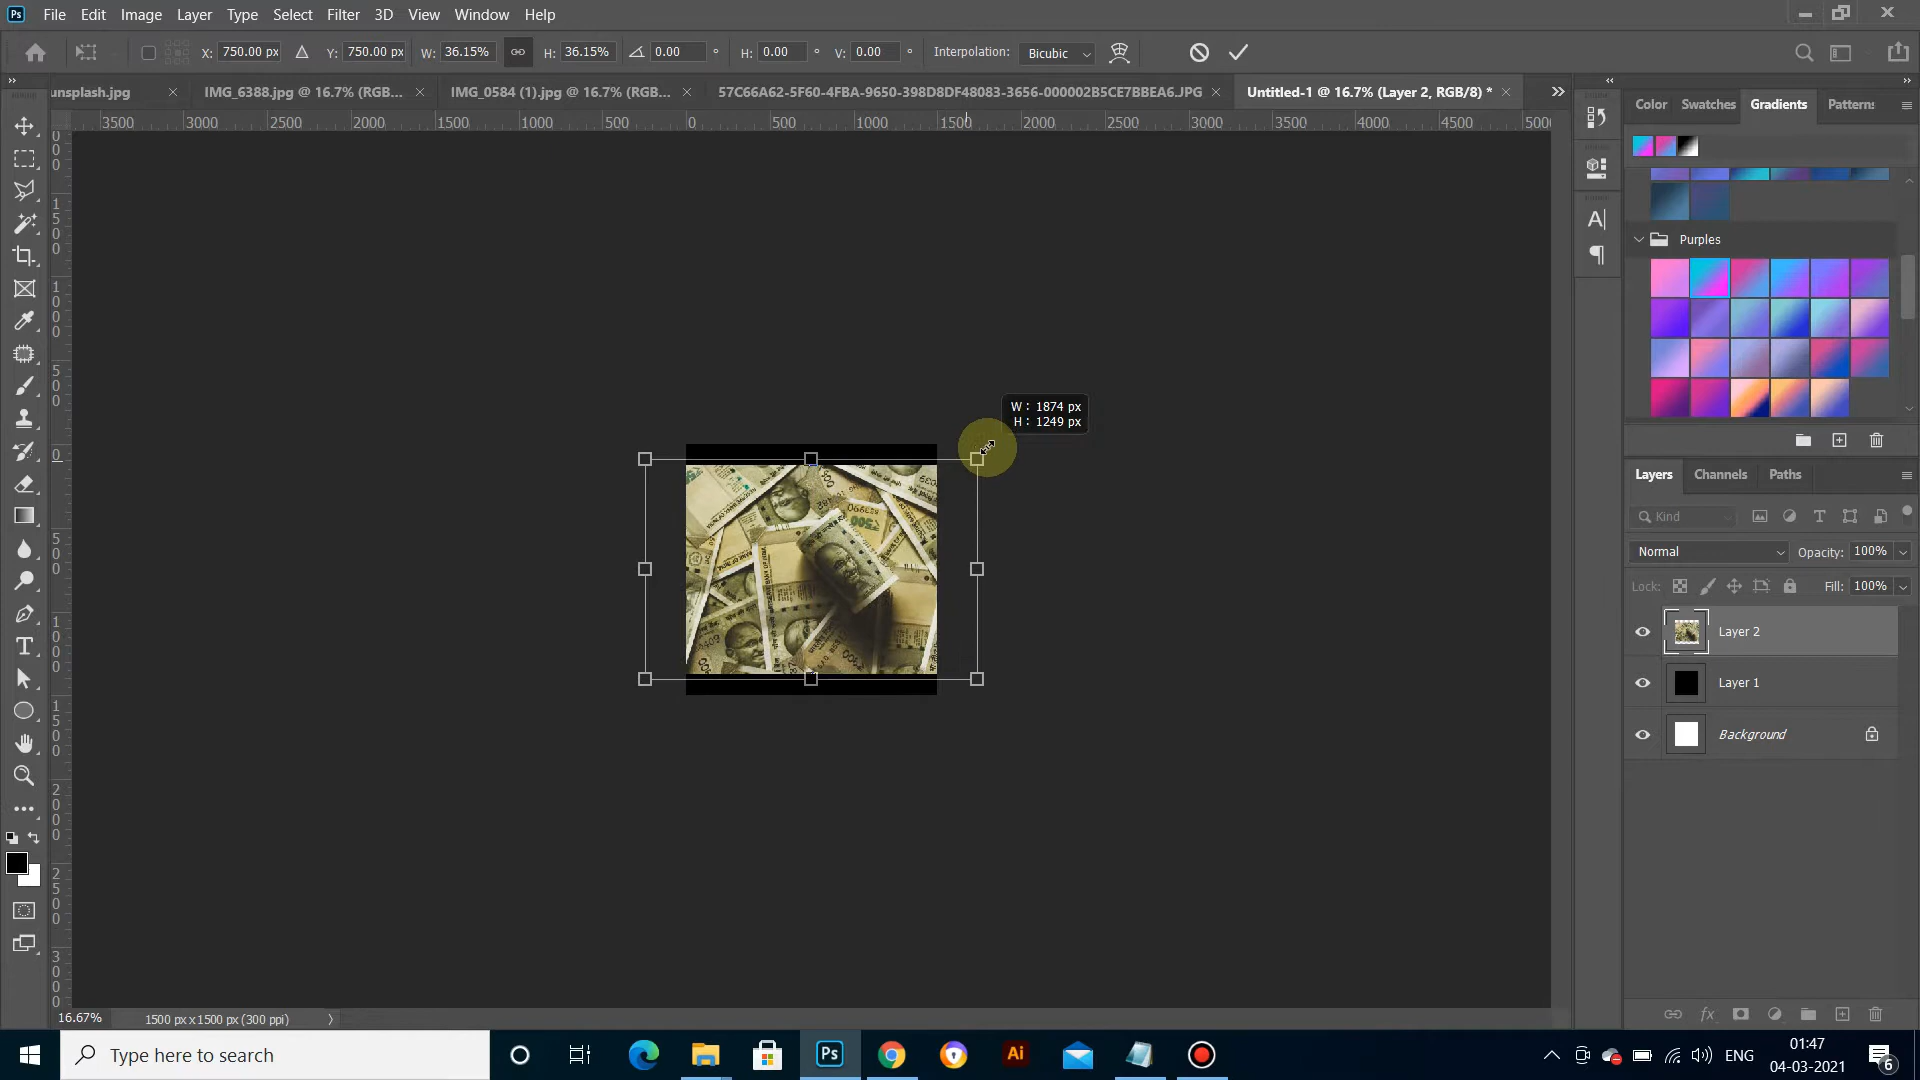 Ps File Edit Image Layer Type Select Filter 3D View Window Help
X: 750.00 px Y: 750.00 px W: 36.15% H: 36.15% 0.00 ° H: 0.00 ° V: 0.00 ° Interpolation: Bicubic
unsplash.jpg × IMG_6388.jpg @ 16.7% (RGB... × IMG_0584 (1).jpg @ 16.7% (RGB... × 57C66A62-5F60-4FBA-9650-398D8DF48083-3656-000002B5CE7BBEA6.JPG × Untitled-1 @ 16.7% (Layer 2, RGB/8) * ×
Color Swatches Gradients Patterns
3500 3000 2500 2000 1500 1000 500 0 500 1000 1500 2000 2500 3000 3500 4000 4500 5000
Purples
W : 1874 px
H : 1249 px
Layers Channels Paths
Kind
Normal Opacity: 100%
Lock: Fill: 100%
Layer 2
Layer 1
Background
16.67% 1500 px x 1500 px (300 ppi)
Type here to search
Ps
Ai
ENG
01:47
04-03-2021
6